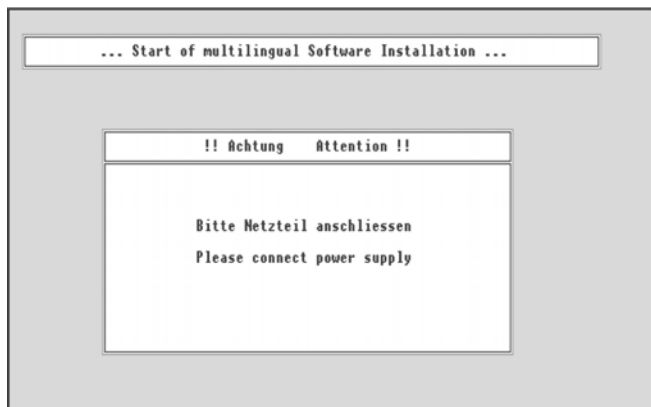 ... Start of multilingual Software Installation ...
!! Achtung    Attention !!
Bitte Netzteil anschliessen
Please connect power supply